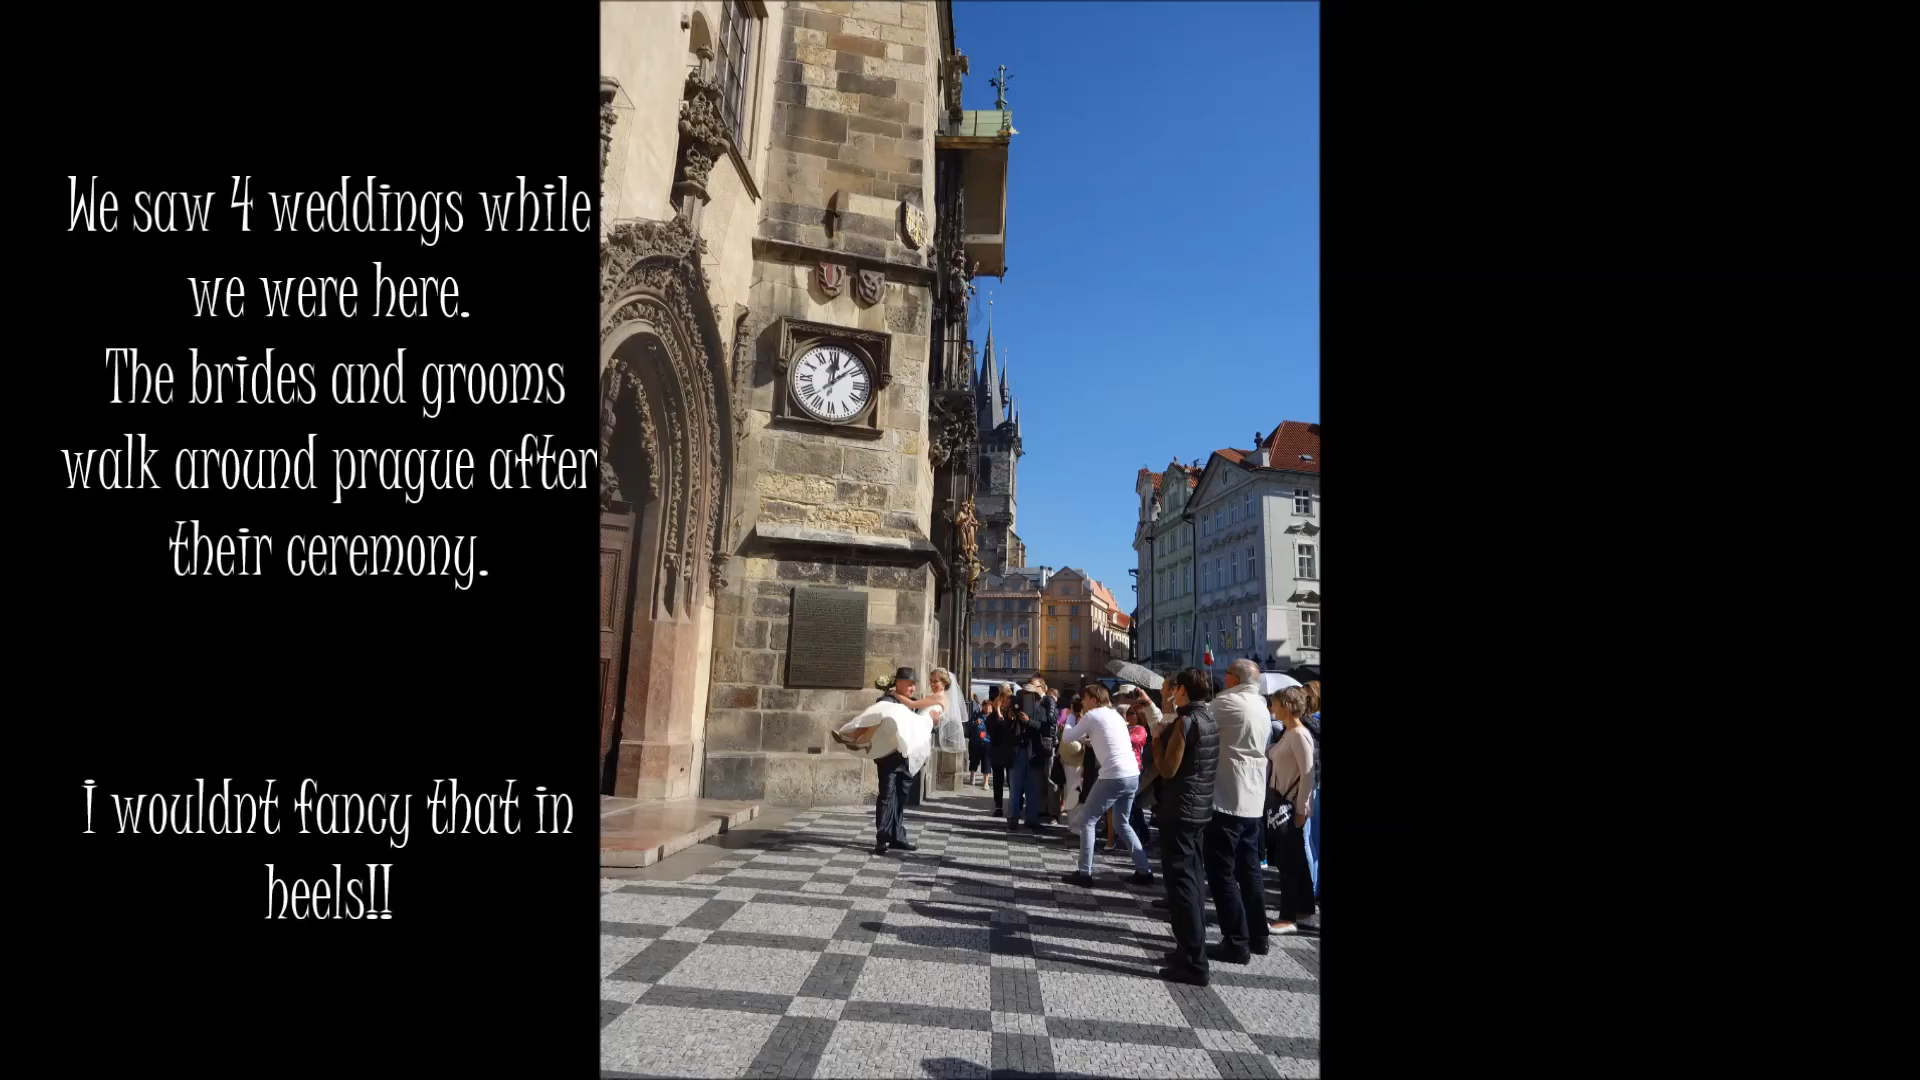 We saw 4 weddings while
we were here.
The brides and grooms
walk around prague after
their ceremony.
I wouldnt fancy that in
heels!!